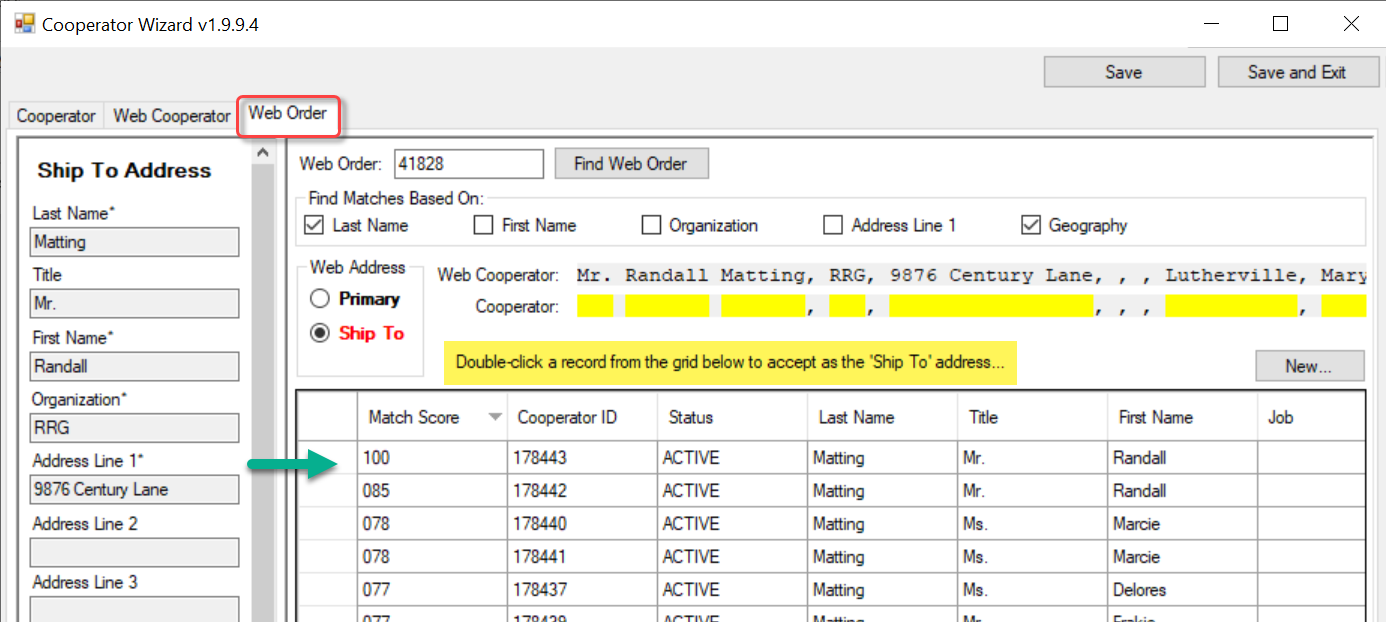 Cooperator Wizard v1.9.9.4
Save Save and Exit
Cooperator Web Cooperator Web Order
Ship To Address
Last Name*
Matting
Title
Mr.
First Name*
Randall
Organization*
RRG
Address Line 1*
9876 Century Lane
Address Line 2
Address Line 3
Web Order: 41828 Find Web Order
Find Matches Based On:
Last Name First Name Organization Address Line 1 Geography
Web Address
Primary
Ship To
Web Cooperator: Mr. Randall Matting, RRG, 9876 Century Lane, , , Lutherville, Mary
Cooperator: , , , , ,
Double-click a record from the grid below to accept as the 'Ship To' address...
New...
Match Score Cooperator ID Status Last Name Title First Name Job
100 178443 ACTIVE Matting Mr. Randall
085 178442 ACTIVE Matting Mr. Randall
078 178440 ACTIVE Matting Ms. Marcie
078 178441 ACTIVE Matting Ms. Marcie
077 178437 ACTIVE Matting Ms. Delores
077 178439 ACTIVE Matting Mr.